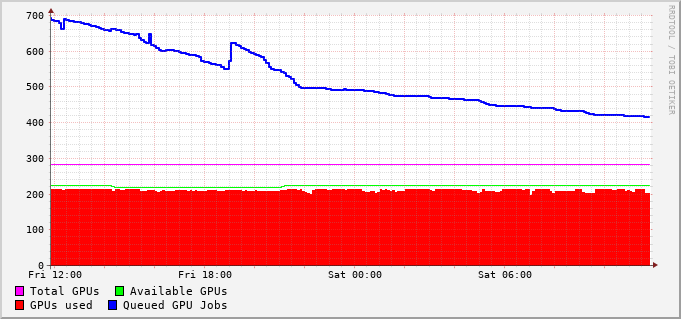 700
600
500
400
300
200
100
0
Fri 12:00 Fri 18:00 Sat 00:00 Sat 06:00
Total GPUs Available GPUs
GPUs used Queued GPU Jobs
RRDTOOL / TOBI OETIKER